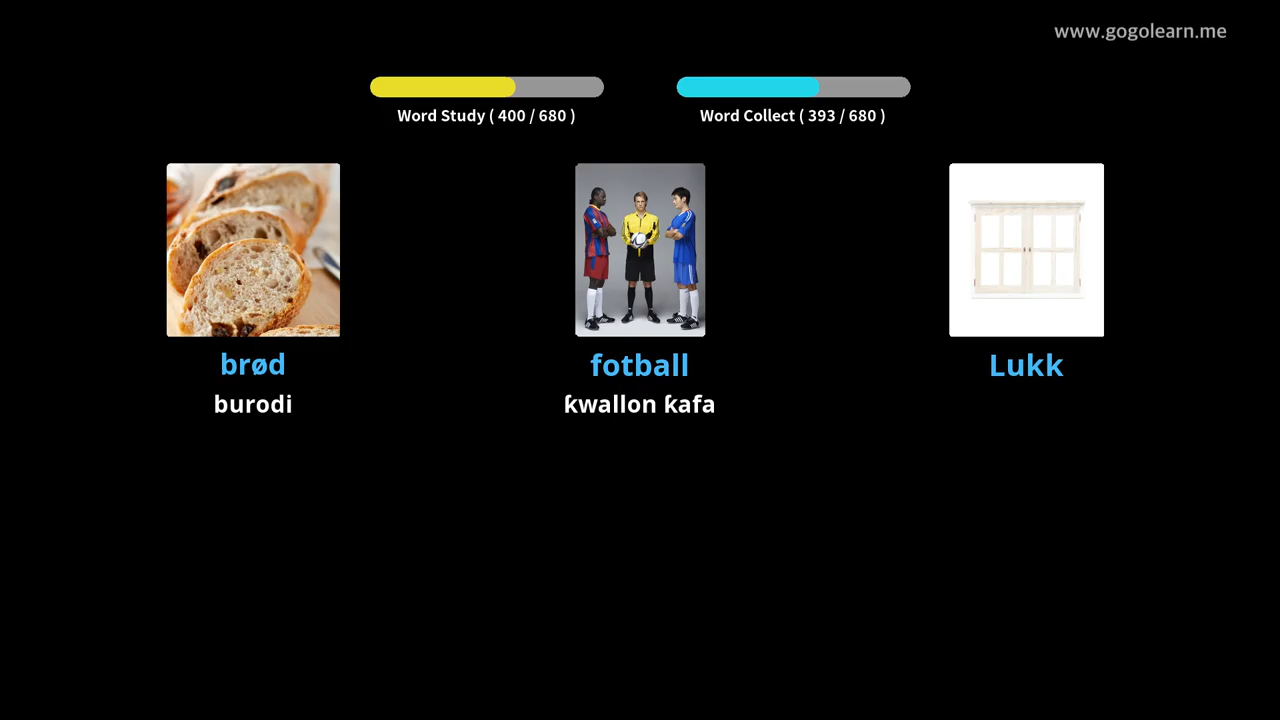 www.gogolearn.me
Word Study ( 400 / 680 )
Word Collect ( 393 / 680 )
brød
fotball
Lukk
burodi
ƙwallon ƙafa